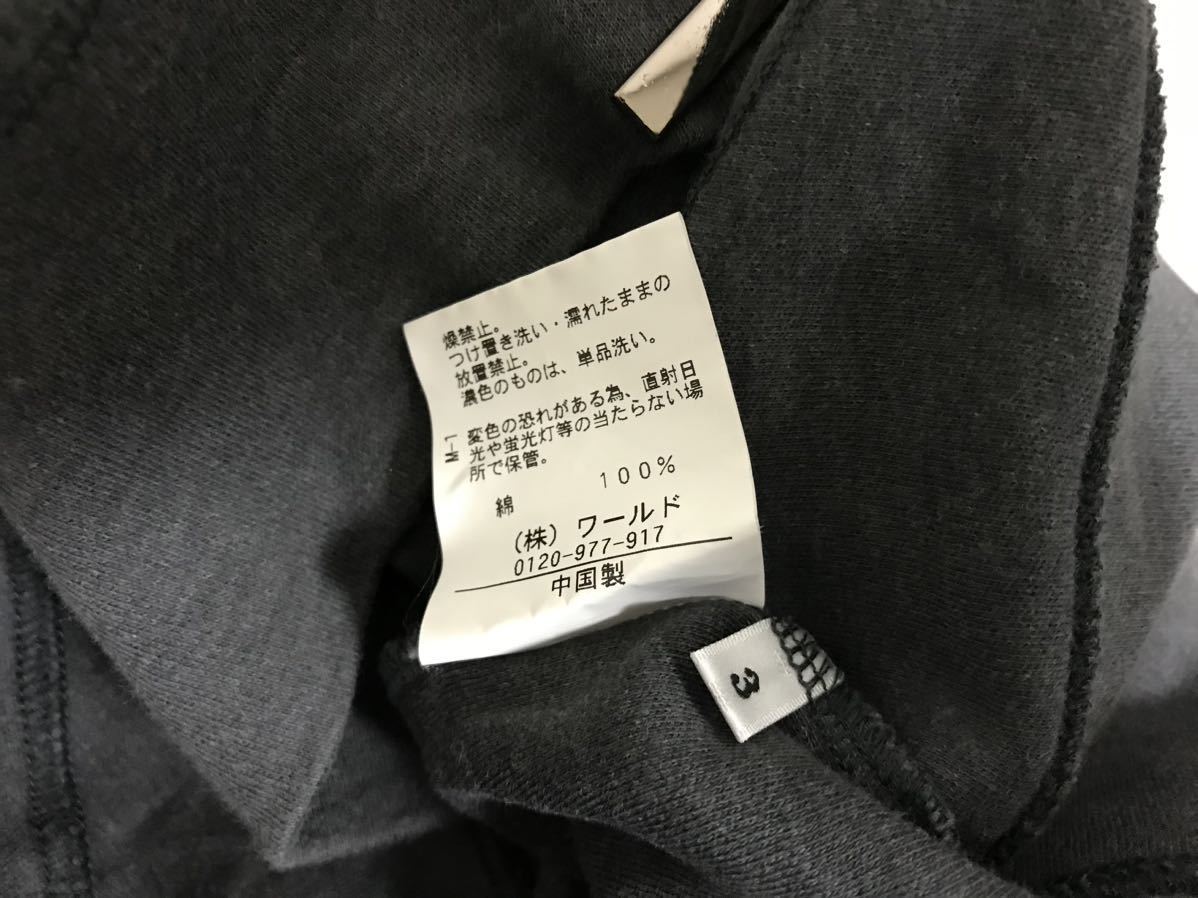 燥禁止。
つけ置き洗い・濡れたままの
放置禁止。
濃色のものは、単品洗い。
M-1
変色の恐れがある為、直射日
光や蛍光灯等の当たらない場
所で保管。
綿 100%
(株) ワールド
0120-977-917
中国製
3